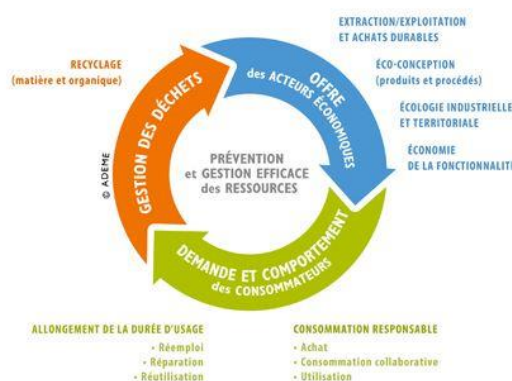 EXTRACTION/EXPLOITATION
ET ACHATS DURABLES
ÉCO-CONCEPTION
(produits et procédés)
ÉCOLOGIE INDUSTRIELLE
ET TERRITORIALE
ÉCONOMIE
DE LA FONCTIONNALITÉ
RECYCLAGE
(matière et organique)
OFFRE
des ACTEURS ÉCONOMIQUES
GESTION DES DÉCHETS
PRÉVENTION
et GESTION EFFICACE
des RESSOURCES
© ADEME
DEMANDE ET COMPORTEMENT
des CONSOMMATEURS
ALLONGEMENT DE LA DURÉE D'USAGE
• Réemploi
• Réparation
• Réutilisation
CONSOMMATION RESPONSABLE
• Achat
• Consommation collaborative
• Utilisation